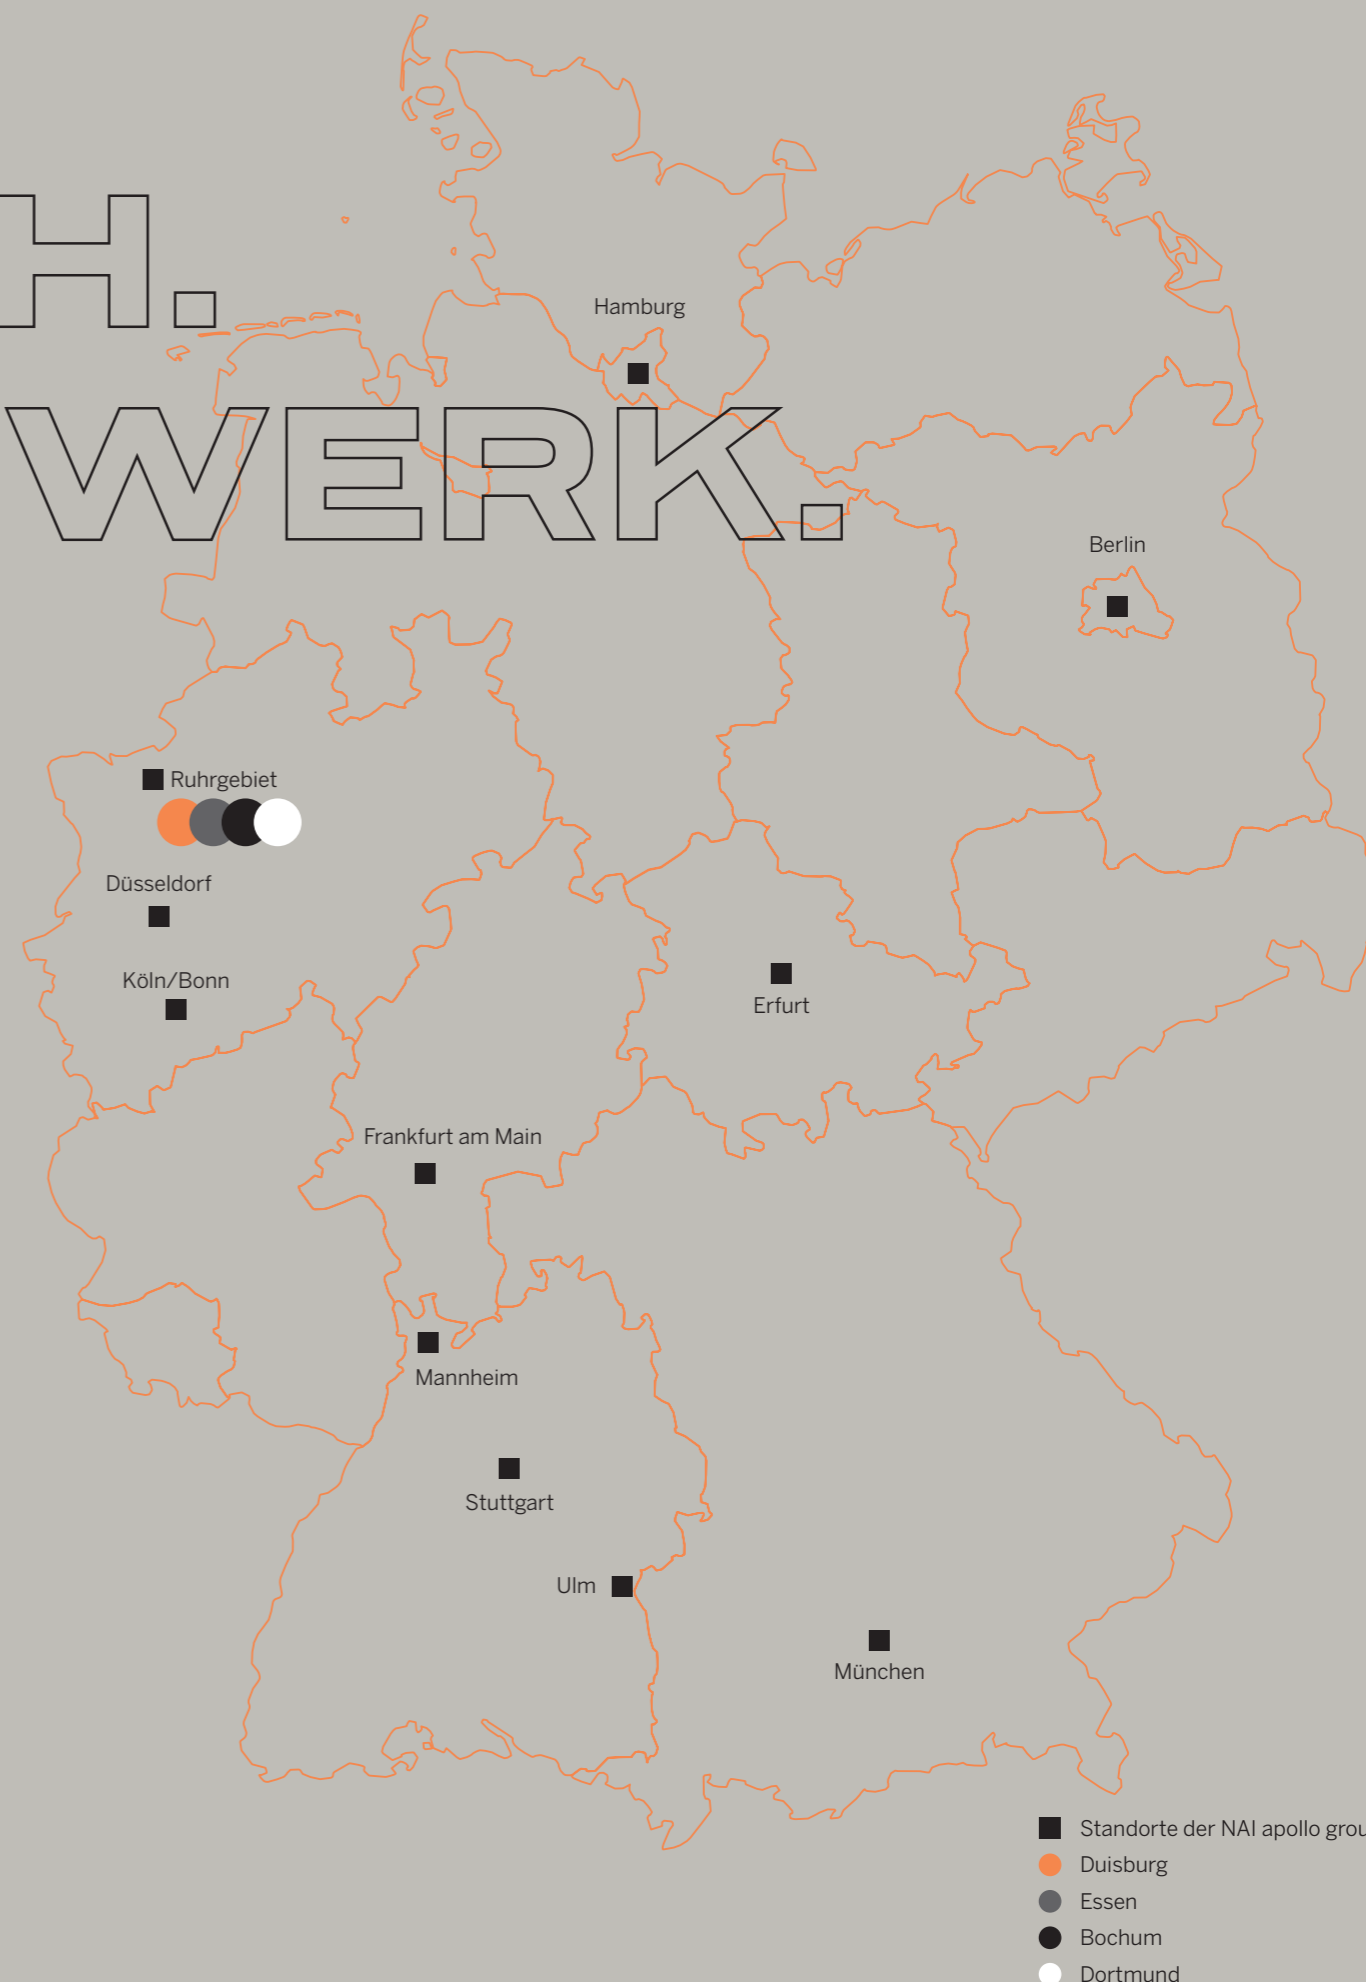 H.
WERK.
Hamburg
Berlin
Ruhrgebiet
Düsseldorf
Köln/Bonn
Erfurt
Frankfurt am Main
Mannheim
Stuttgart
Ulm
München
Standorte der NAI apollo grou
Duisburg
Essen
Bochum
Dortmund